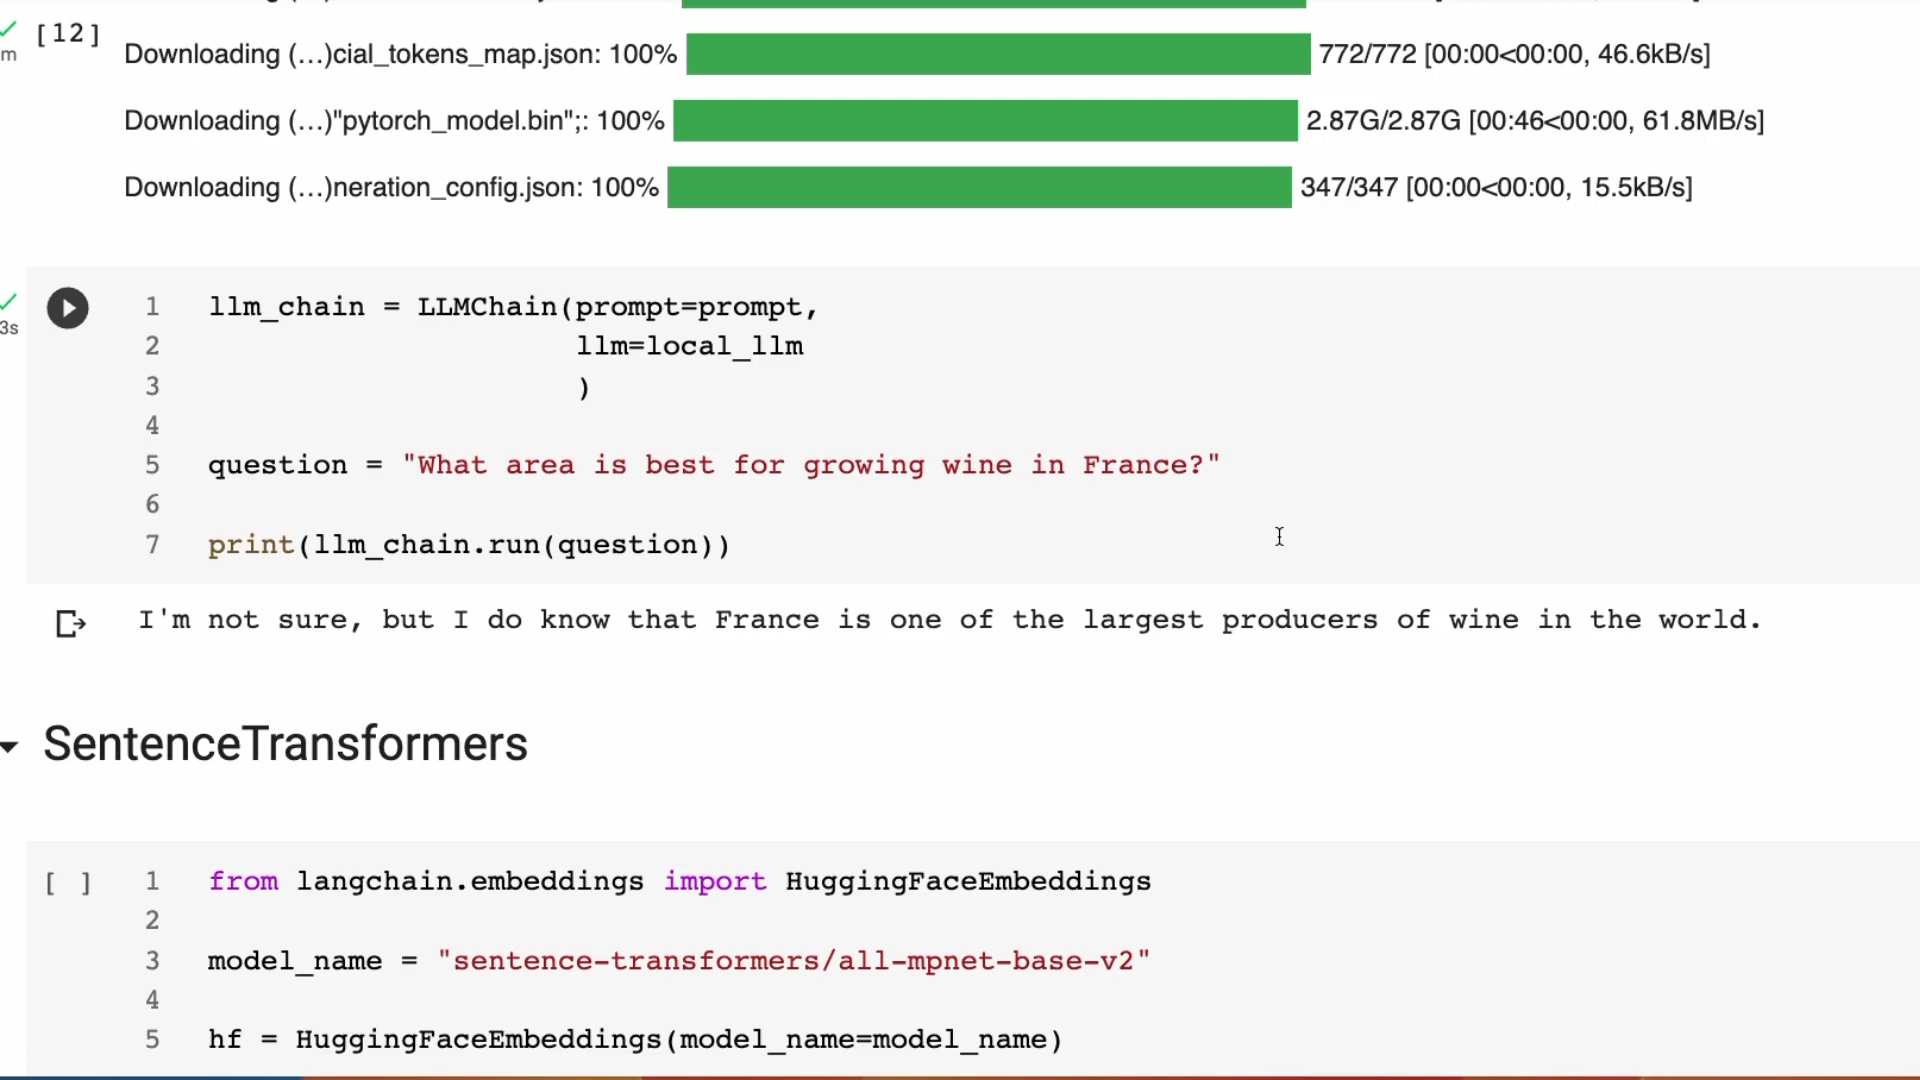 [12]
m
Downloading (...)cial_tokens_map.json: 100% 772/772 [00:00<00:00, 46.6kB/s]
Downloading (...)"pytorch_model.bin";: 100% 2.87G/2.87G [00:46<00:00, 61.8MB/s]
Downloading (...)neration_config.json: 100% 347/347 [00:00<00:00, 15.5kB/s]
3s
1 llm_chain = LLMChain(prompt=prompt,
2 llm=local_llm
3 )
4
5 question = "What area is best for growing wine in France?"
6
7 print(llm_chain.run(question))
I'm not sure, but I do know that France is one of the largest producers of wine in the world.
SentenceTransformers
[ ] 1 from langchain.embeddings import HuggingFaceEmbeddings
2
3 model_name = "sentence-transformers/all-mpnet-base-v2"
4
5 hf = HuggingFaceEmbeddings(model_name=model_name)